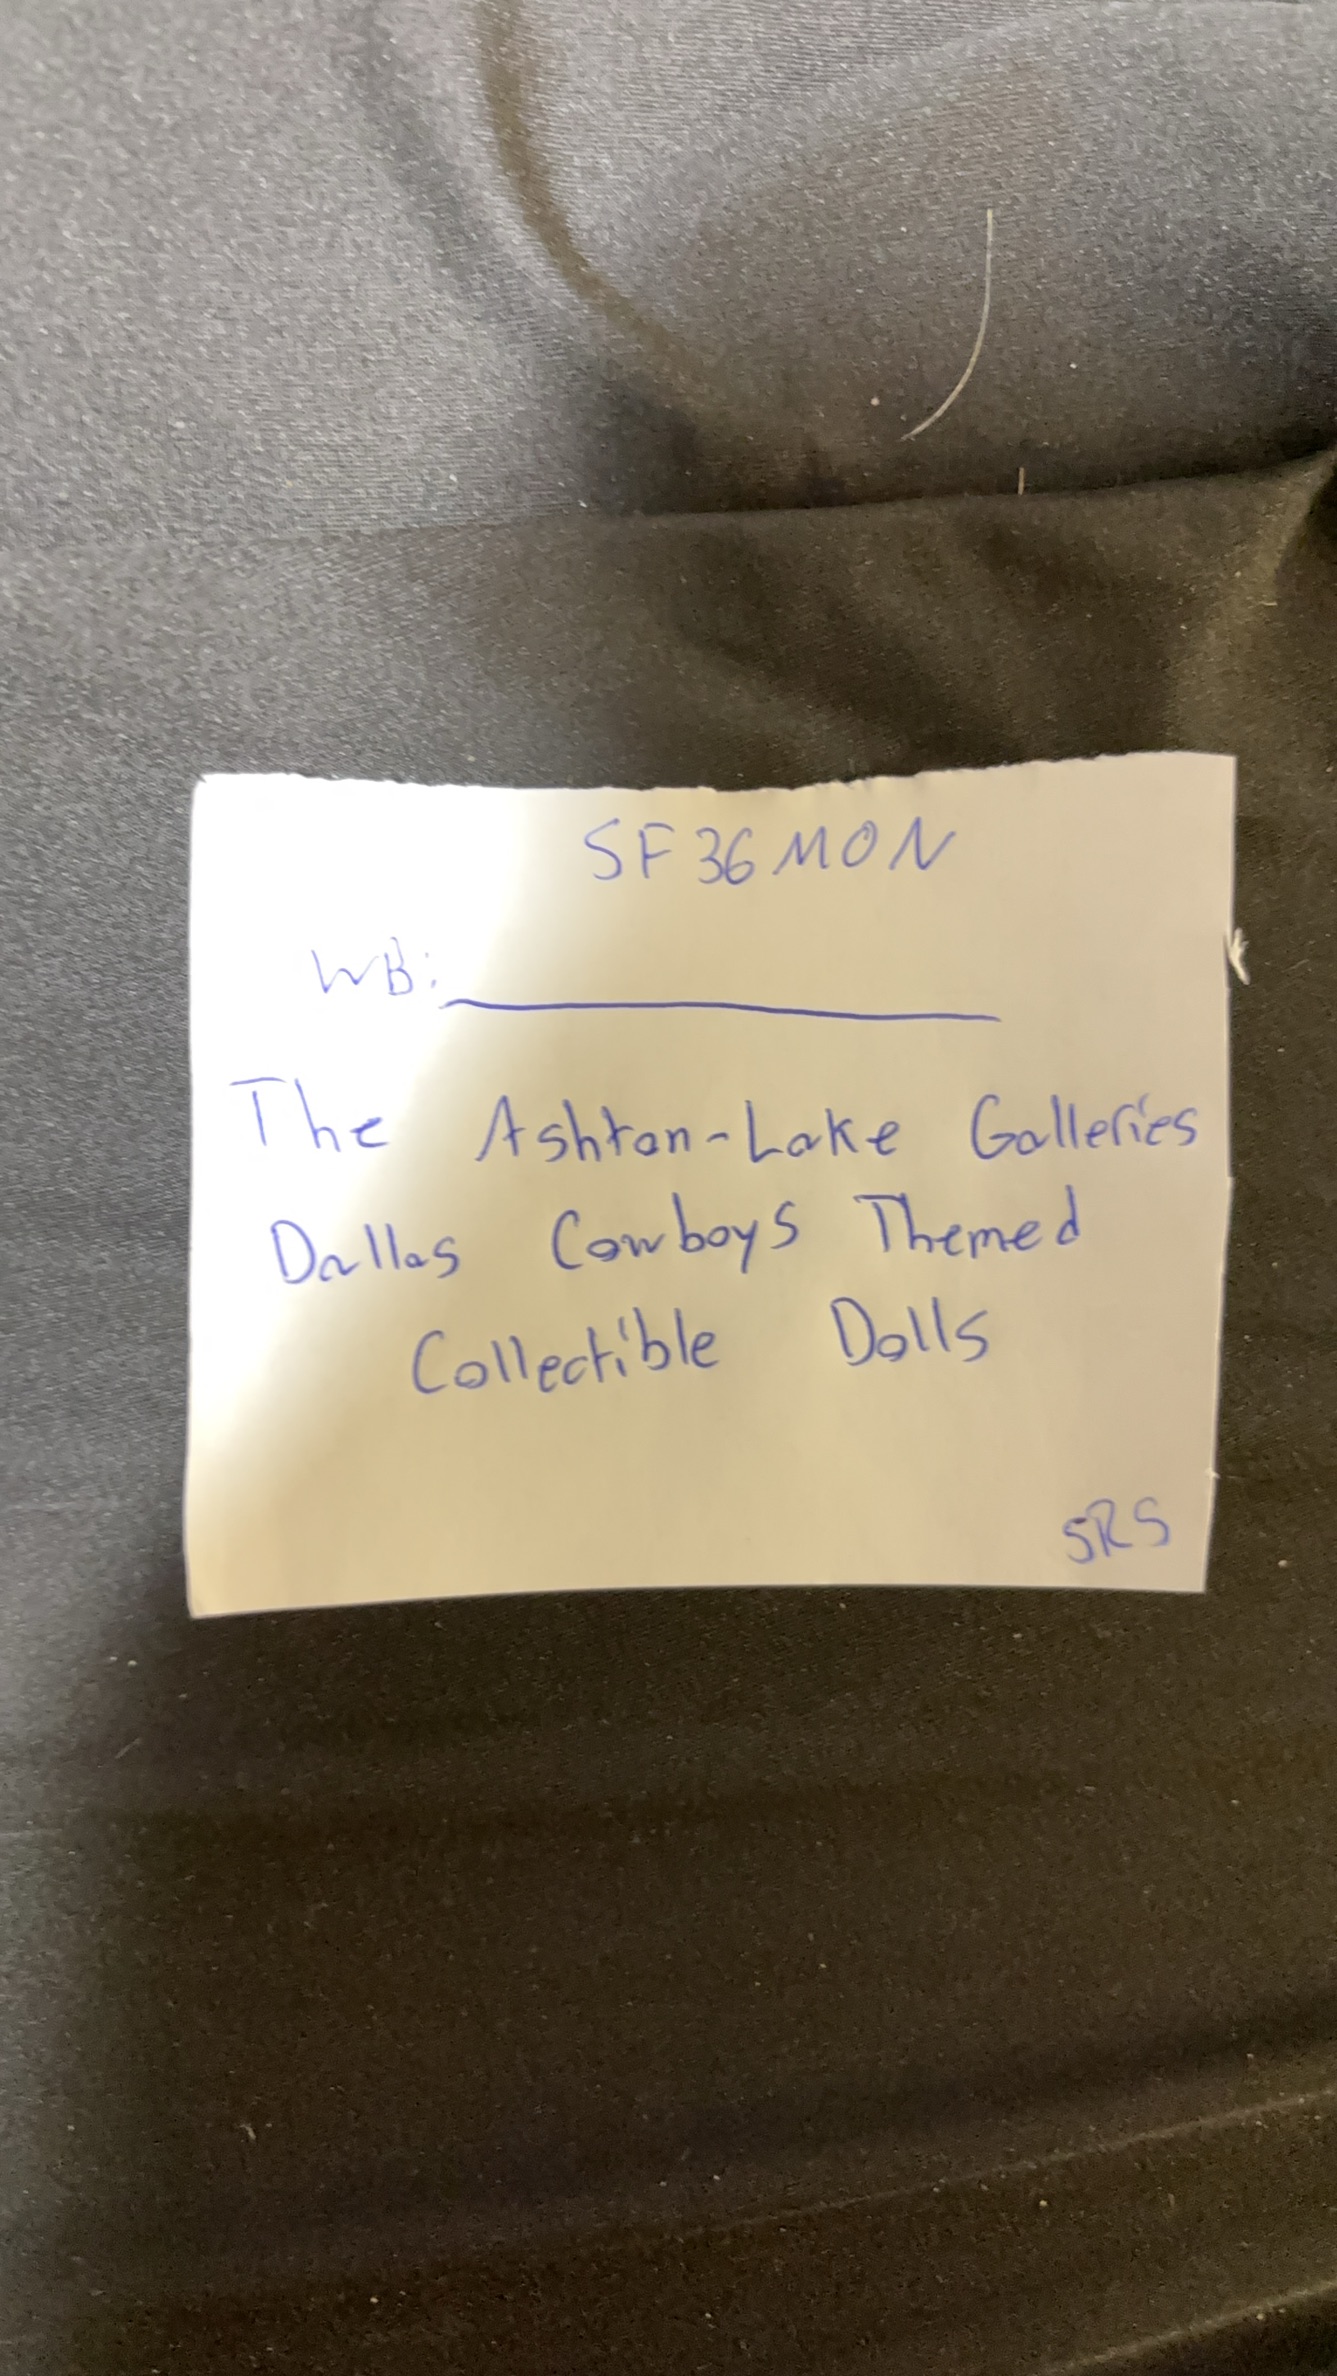 SF36MON
WB:
The Ashton-Lake Galleries
Dallas Cowboys Themed
Collectible Dolls
SRS